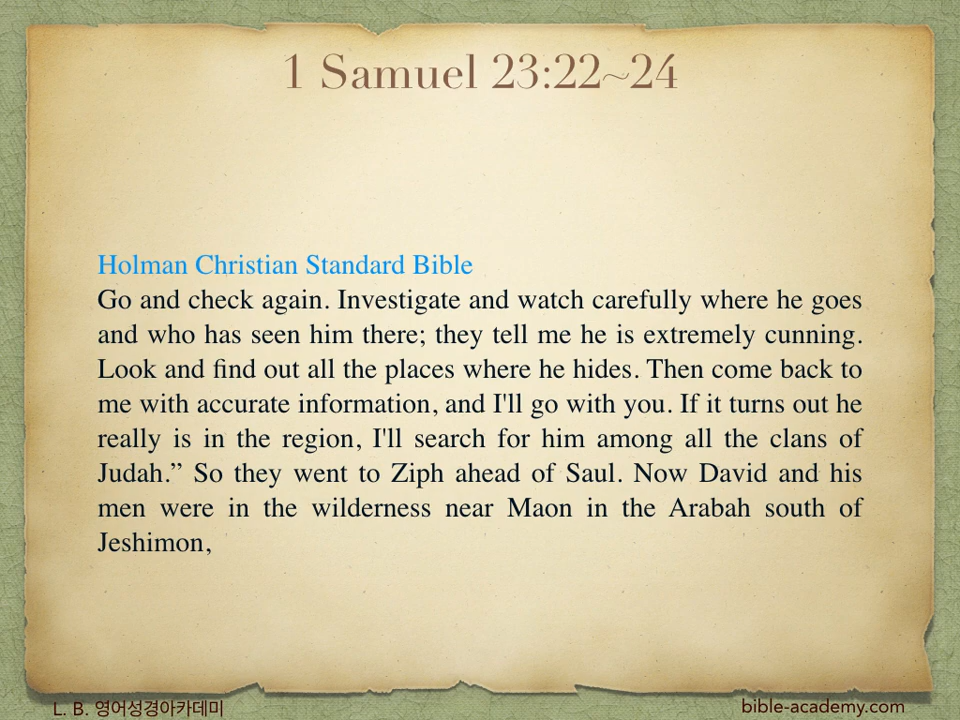 1 Samuel 23:22~24
Holman Christian Standard Bible
Go and check again. Investigate and watch carefully where he goes
and who has seen him there; they tell me he is extremely cunning.
Look and find out all the places where he hides. Then come back to
me with accurate information, and I'll go with you. If it turns out he
really is in the region, I'll search for him among all the clans of
Judah.” So they went to Ziph ahead of Saul. Now David and his
men were in the wilderness near Maon in the Arabah south of
Jeshimon,
L. B. 영어성경아카데미
bible-academy.com